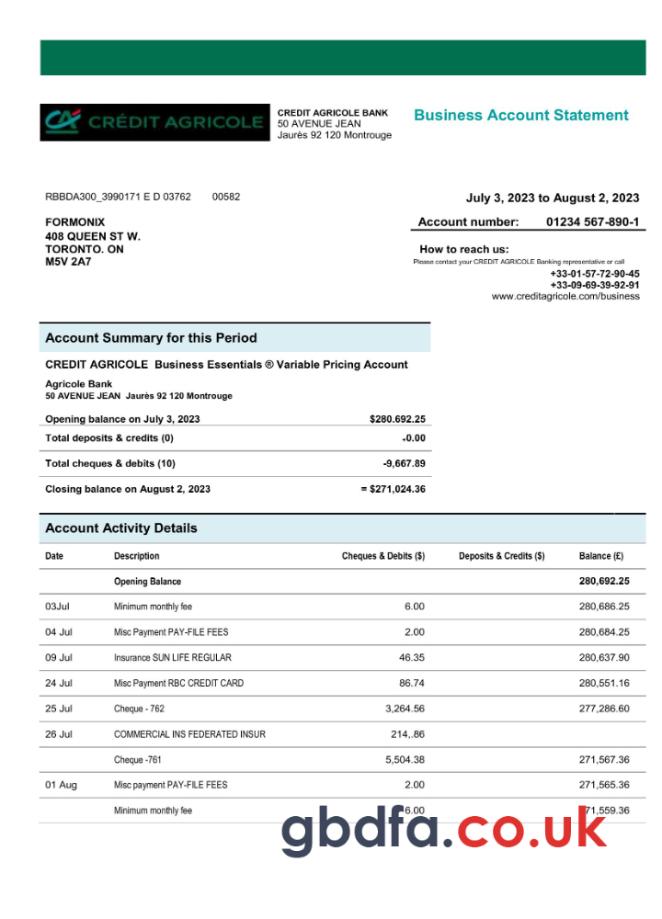 CRÉDIT AGRICOLE
CREDIT AGRICOLE BANK
50 AVENUE JEAN
Jaurès 92 120 Montrouge
Business Account Statement
RBBDA300_3990171 E D 03762 00582
July 3, 2023 to August 2, 2023
FORMONIX
408 QUEEN ST W.
TORONTO. ON
M5V 2A7
Account number: 01234 567-890-1
How to reach us:
Please contact your CREDIT AGRICOLE Banking representative or call
+33-01-57-72-90-45
+33-09-69-39-92-91
www.creditagricole.com/business
Account Summary for this Period
CREDIT AGRICOLE Business Essentials ® Variable Pricing Account
Agricole Bank
50 AVENUE JEAN Jaurès 92 120 Montrouge
Opening balance on July 3, 2023 $280.692.25
Total deposits & credits (0) -0.00
Total cheques & debits (10) -9,667.89
Closing balance on August 2, 2023 = $271,024.36
Account Activity Details
Date Description Cheques & Debits ($) Deposits & Credits ($) Balance (£)
Opening Balance 280,692.25
03Jul Minimum monthly fee 6.00 280,686.25
04 Jul Misc Payment PAY-FILE FEES 2.00 280,684.25
09 Jul Insurance SUN LIFE REGULAR 46.35 280,637.90
24 Jul Misc Payment RBC CREDIT CARD 86.74 280,551.16
25 Jul Cheque - 762 3,264.56 277,286.60
26 Jul COMMERCIAL INS FEDERATED INSUR 214,.86
Cheque -761 5,504.38 271,567.36
01 Aug Misc payment PAY-FILE FEES 2.00 271,565.36
Minimum monthly fee 6.00 71,559.36
gbdfa.co.uk